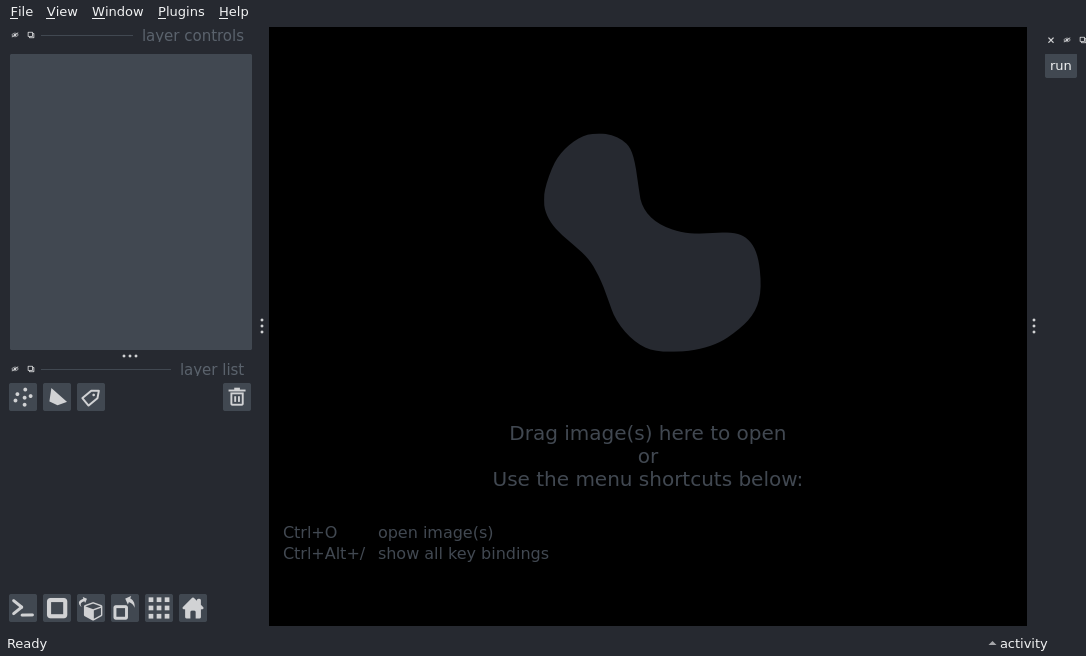 File View Window Plugins Help
layer controls
run
layer list
Drag image(s) here to open
or
Use the menu shortcuts below:
Ctrl+O open image(s)
Ctrl+Alt+/ show all key bindings
Ready
activity